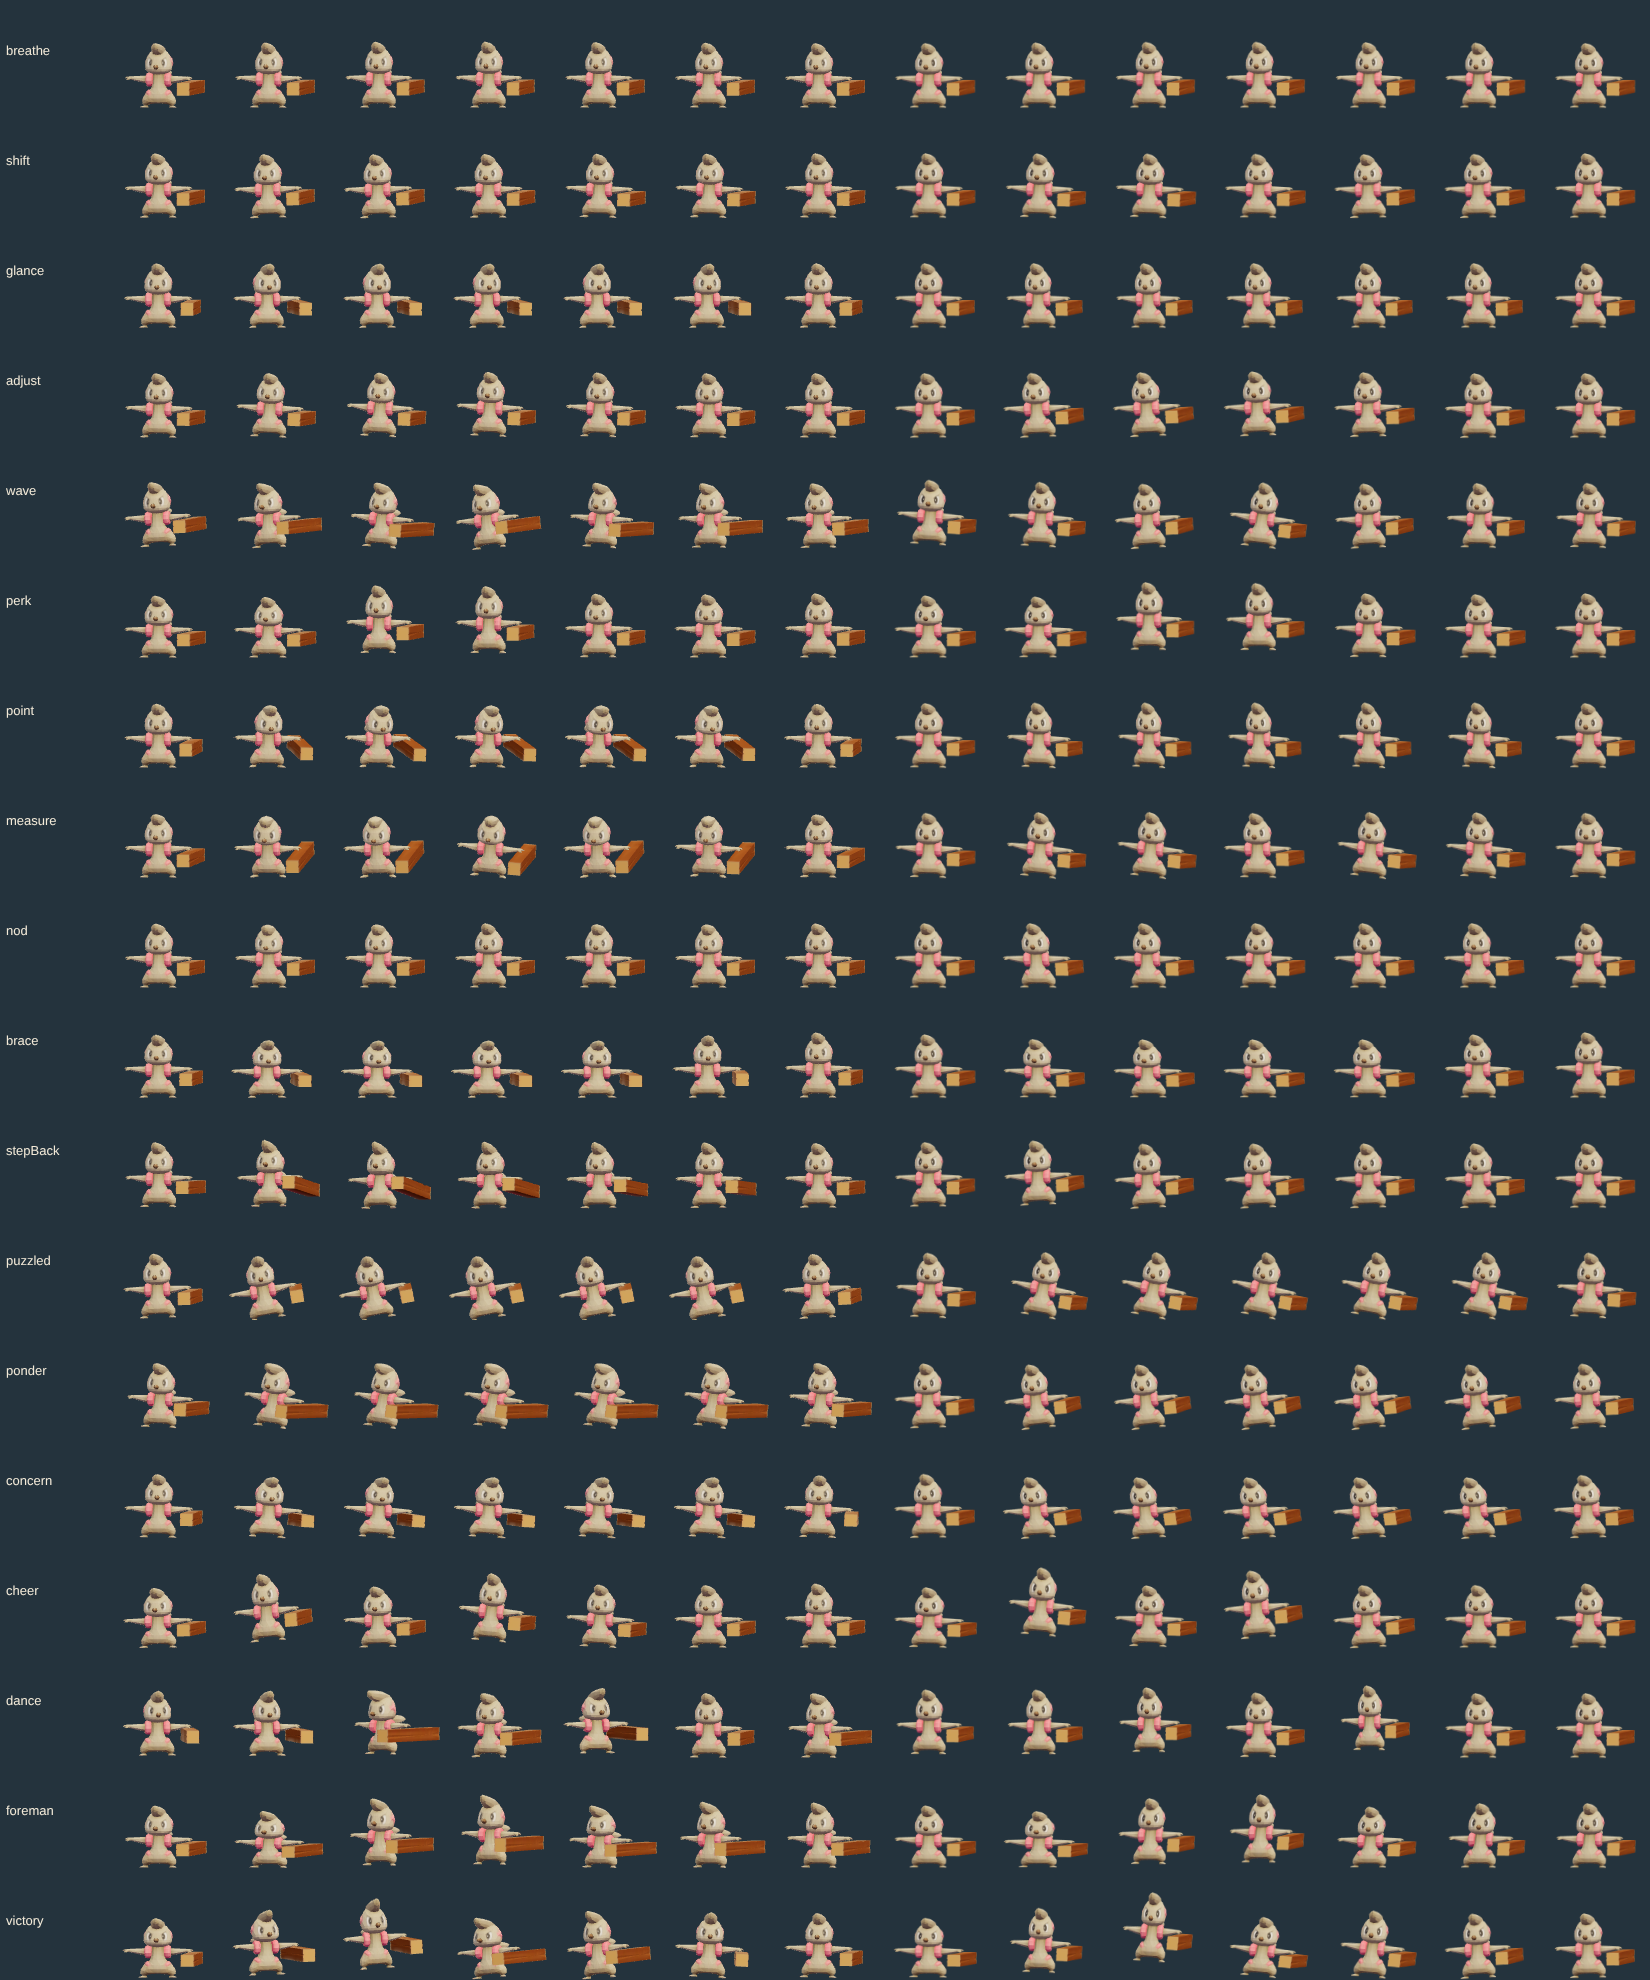 breathe
shift
glance
adjust
wave
perk
point
measure
nod
brace
stepBack
puzzled
ponder
concern
cheer
dance
foreman
victory